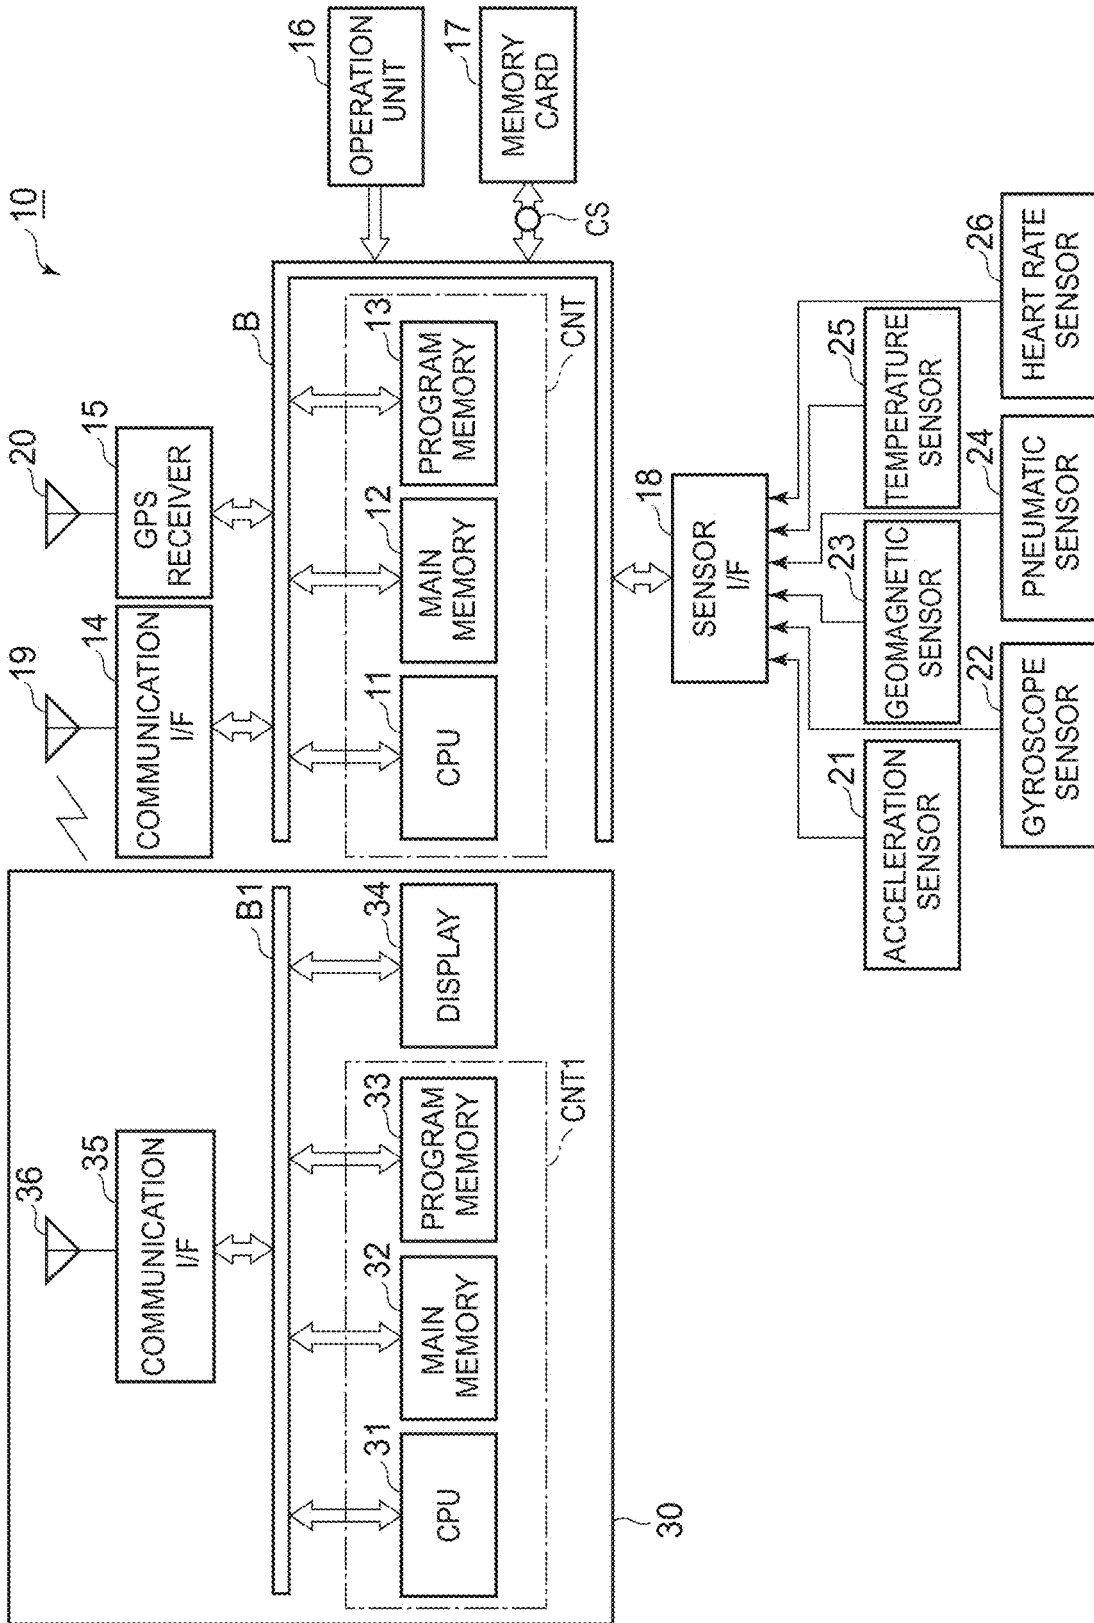 10
36
19
20
35
COMMUNICATION
I/F
14
COMMUNICATION
I/F
15
GPS
RECEIVER
B1
B
16
OPERATION
UNIT
31
CPU
32
MAIN
MEMORY
33
PROGRAM
MEMORY
34
DISPLAY
11
CPU
12
MAIN
MEMORY
13
PROGRAM
MEMORY
17
MEMORY
CARD
CS
CNT1
CNT
30
18
SENSOR
I/F
21
ACCELERATION
SENSOR
23
GEOMAGNETIC
SENSOR
25
TEMPERATURE
SENSOR
22
GYROSCOPE
SENSOR
24
PNEUMATIC
SENSOR
26
HEART RATE
SENSOR